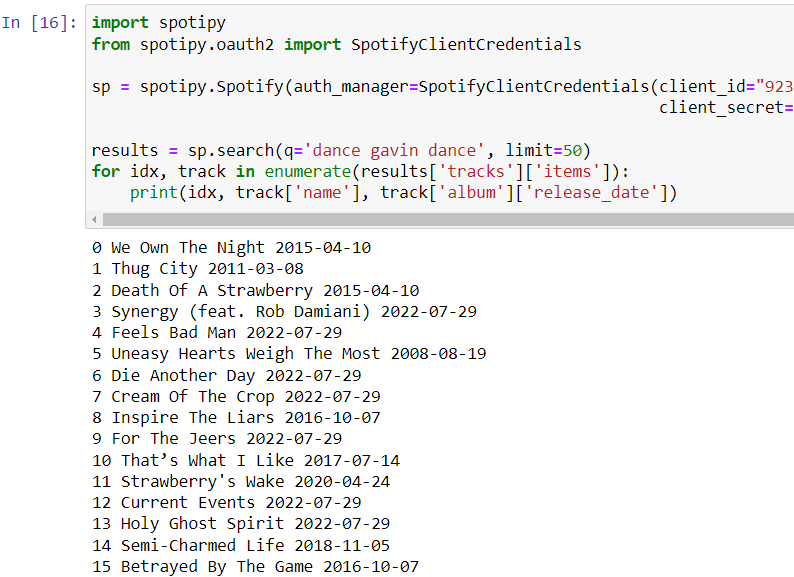 In [16]: import spotipy
from spotipy.oauth2 import SpotifyClientCredentials
sp = spotipy.Spotify(auth_manager=SpotifyClientCredentials(client_id="923
client_secret=
results = sp.search(q='dance gavin dance', limit=50)
for idx, track in enumerate(results['tracks']['items']):
    print(idx, track['name'], track['album']['release_date'])
0 We Own The Night 2015-04-10
1 Thug City 2011-03-08
2 Death Of A Strawberry 2015-04-10
3 Synergy (feat. Rob Damiani) 2022-07-29
4 Feels Bad Man 2022-07-29
5 Uneasy Hearts Weigh The Most 2008-08-19
6 Die Another Day 2022-07-29
7 Cream Of The Crop 2022-07-29
8 Inspire The Liars 2016-10-07
9 For The Jeers 2022-07-29
10 That’s What I Like 2017-07-14
11 Strawberry's Wake 2020-04-24
12 Current Events 2022-07-29
13 Holy Ghost Spirit 2022-07-29
14 Semi-Charmed Life 2018-11-05
15 Betrayed By The Game 2016-10-07